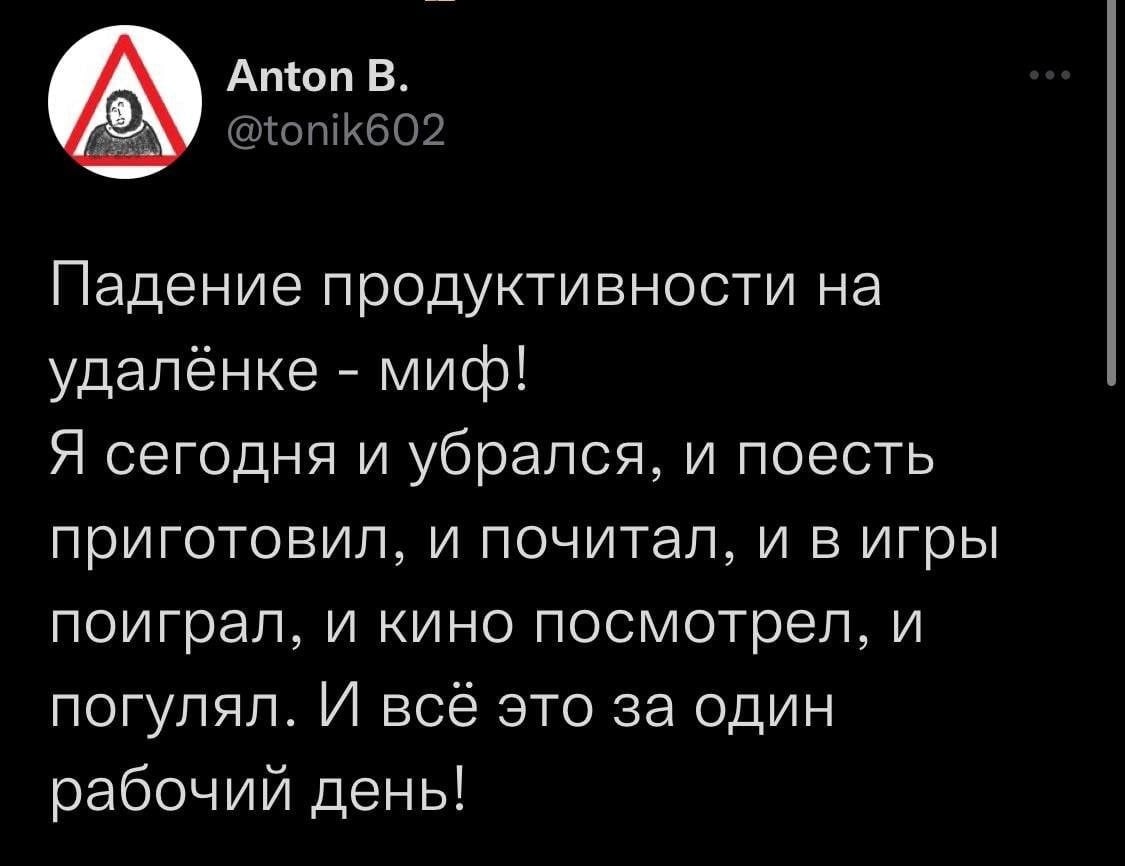 Anton B.
@tonik602
Падение продуктивности на
удалёнке - миф!
Я сегодня и убрался, и поесть
приготовил, и почитал, и в игры
поиграл, и кино посмотрел, и
погулял. И всё это за один
рабочий день!